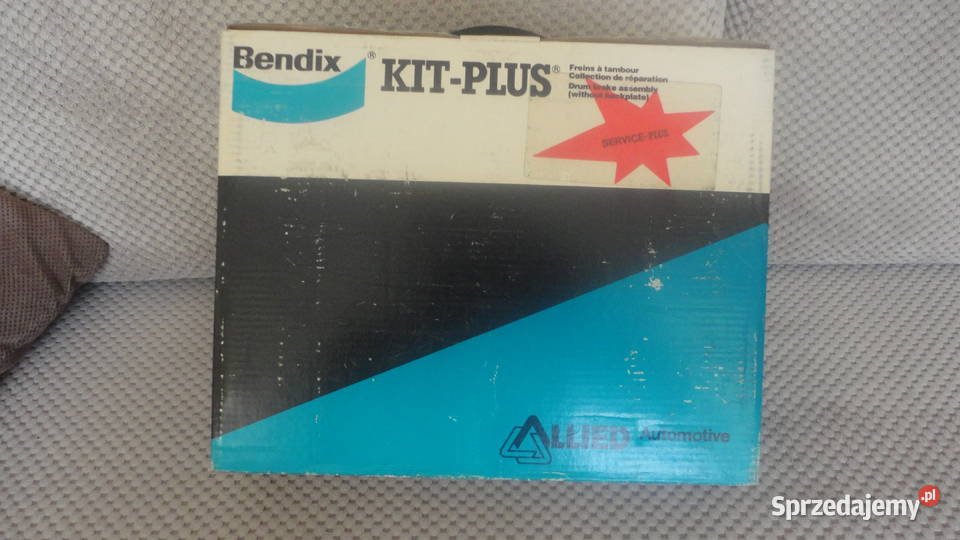 Bendix ®
KIT-PLUS®
Freins à tambour
Collection de réparation
Drum brake assembly
(without backplate)
SERVICE-PLUS
ALLIED Automotive
Sprzedajemy.pl